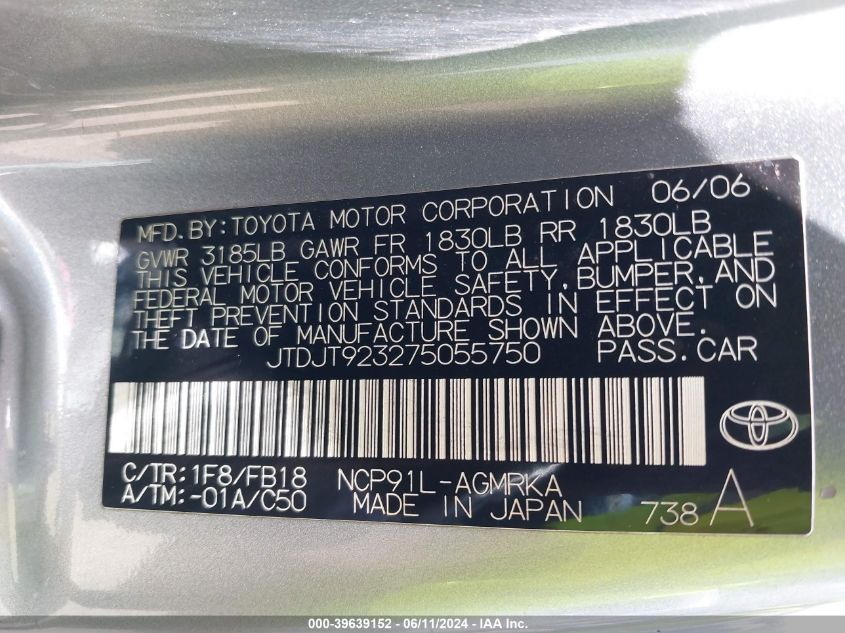 MFD. BY: TOYOTA MOTOR CORPORATION 06/06
GVWR 3185LB GAWR FR 1830LB RR 1830LB
THIS VEHICLE CONFORMS TO ALL APPLICABLE
FEDERAL MOTOR VEHICLE SAFETY, BUMPER, AND
THEFT PREVENTION STANDARDS IN EFFECT ON
THE DATE OF MANUFACTURE SHOWN ABOVE.
JTDJT923275055750 PASS. CAR
C/TR: 1F8/FB18 NCP91L-AGMRKA
A/TM: -01A/C50 MADE IN JAPAN 738 A
000-39639152 - 06/11/2024 - IAA Inc.